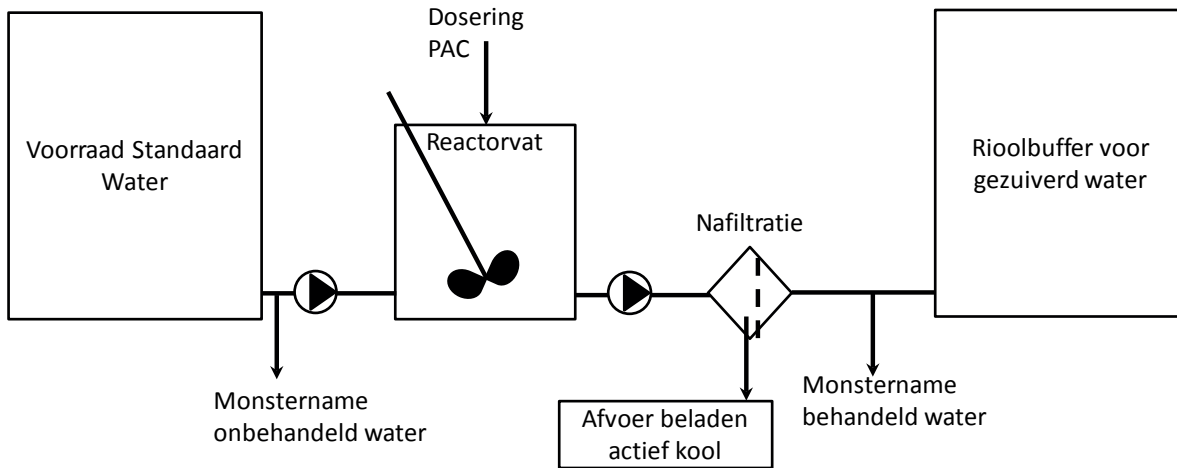 Voorraad Standaard
Water
Dosering
PAC
Reactorvat
Nafiltratie
Rioolbuffer voor
gezuiverd water
Monstername
onbehandeld water
Afvoer beladen
actief kool
Monstername
behandeld water